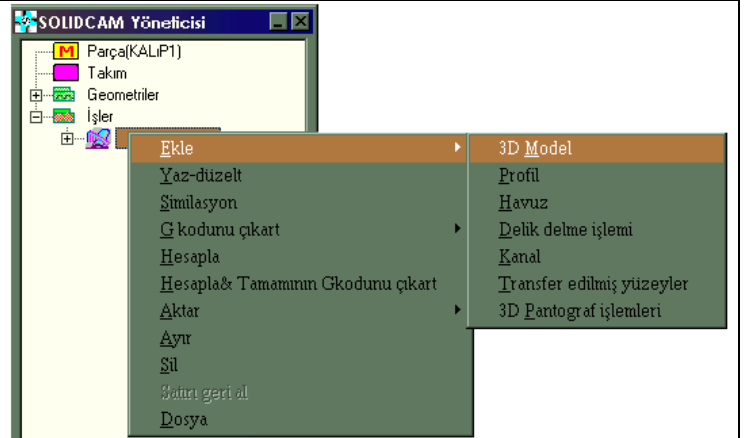 SOLIDCAM Yöneticisi
M Parça(KALıP1)
Takım
Geometriler
İşler
Ekle
Yaz-düzelt
Similasyon
G kodunu çıkart
Hesapla
Hesapla& Tamamının Gkodunu çıkart
Aktar
Ayır
Sil
Satırı geri al
Dosya
3D Model
Profil
Havuz
Delik delme işlemi
Kanal
Transfer edilmiş yüzeyler
3D Pantograf işlemleri